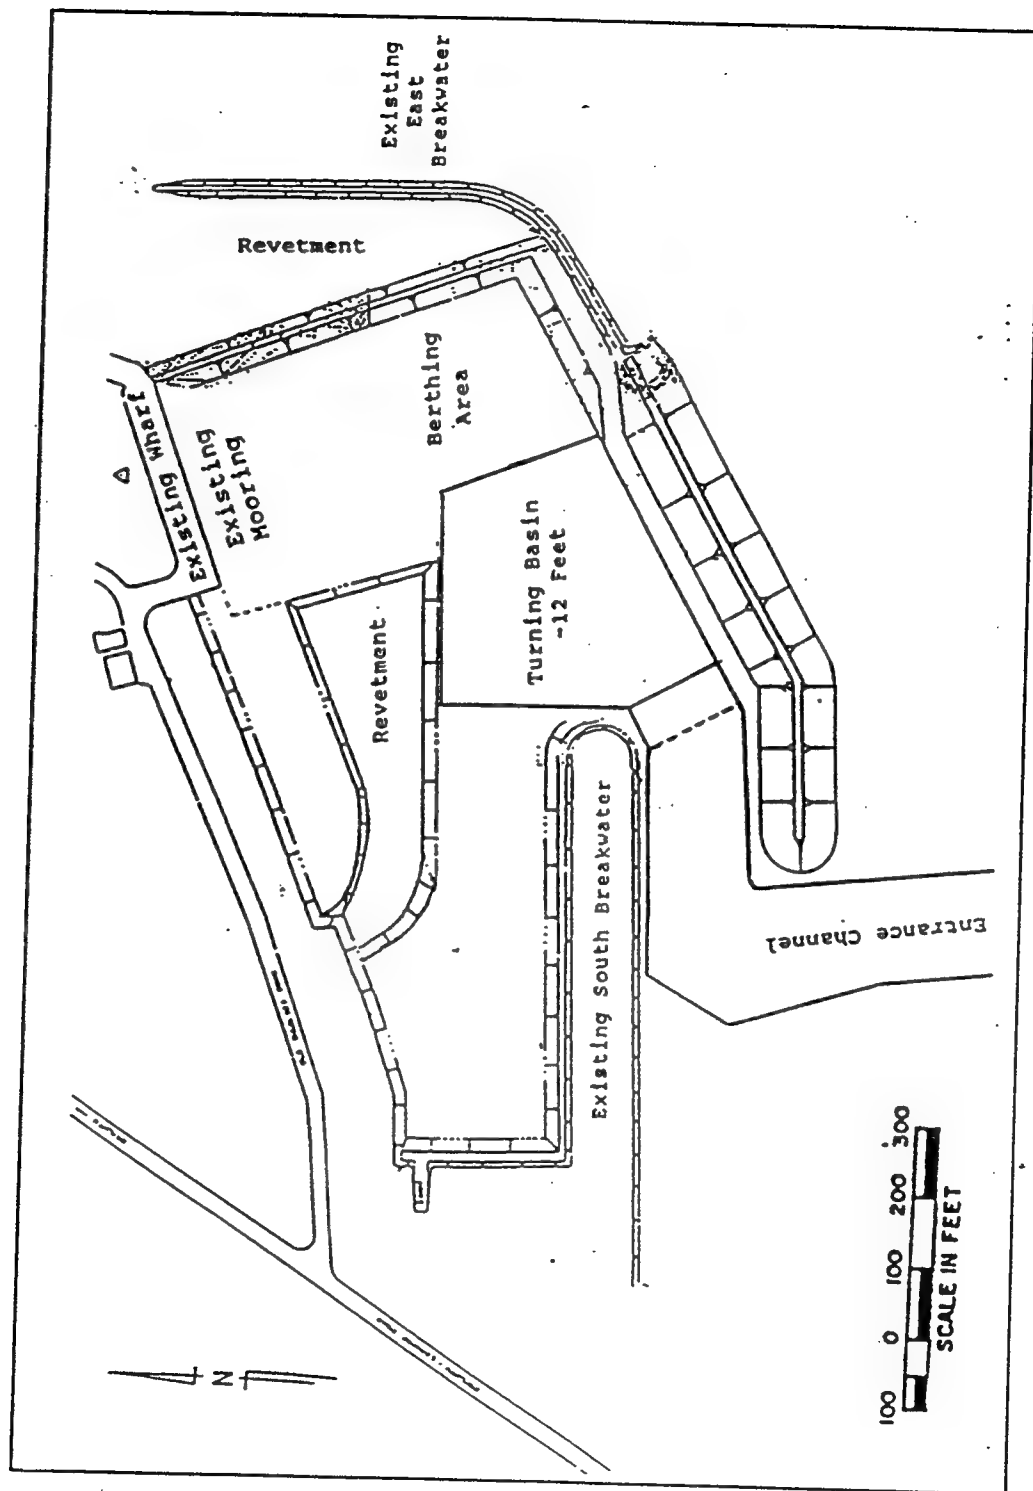 Existing
East
Breakwater
Revetment
Existing Wharf
Existing
Mooring
Berthing
Area
Revetment
Turning Basin
-12 Feet
Existing South Breakwater
Entrance Channel
N
100 0 100 200 300
SCALE IN FEET